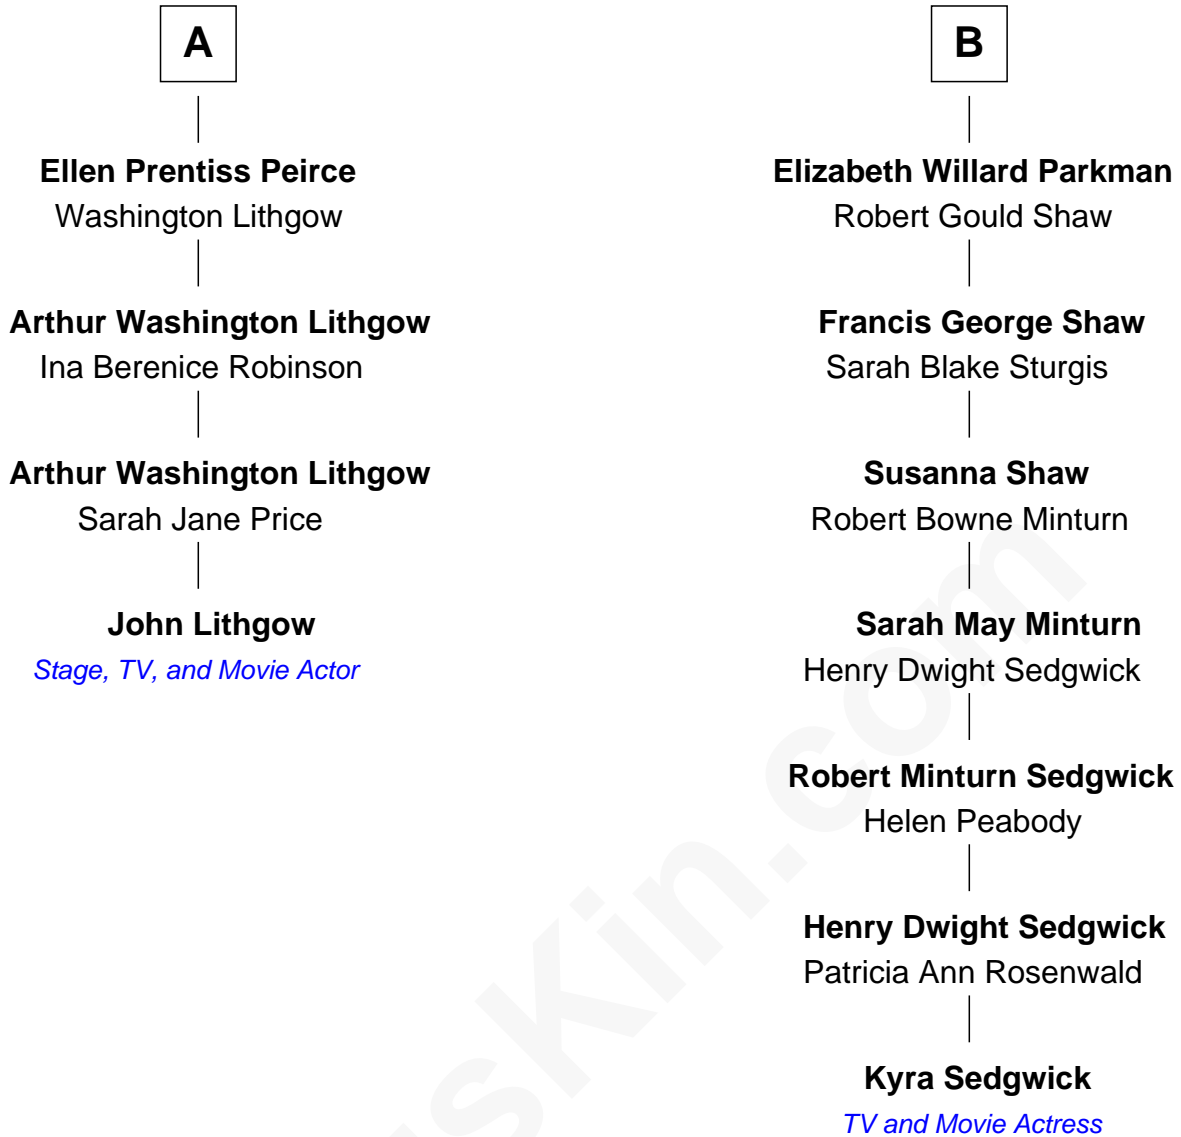 A
Ellen Prentiss Peirce
Washington Lithgow
Arthur Washington Lithgow
Ina Berenice Robinson
Arthur Washington Lithgow
Sarah Jane Price
John Lithgow
Stage, TV, and Movie Actor
B
Elizabeth Willard Parkman
Robert Gould Shaw
Francis George Shaw
Sarah Blake Sturgis
Susanna Shaw
Robert Bowne Minturn
Sarah May Minturn
Henry Dwight Sedgwick
Robert Minturn Sedgwick
Helen Peabody
Henry Dwight Sedgwick
Patricia Ann Rosenwald
Kyra Sedgwick
TV and Movie Actress
sKin.com